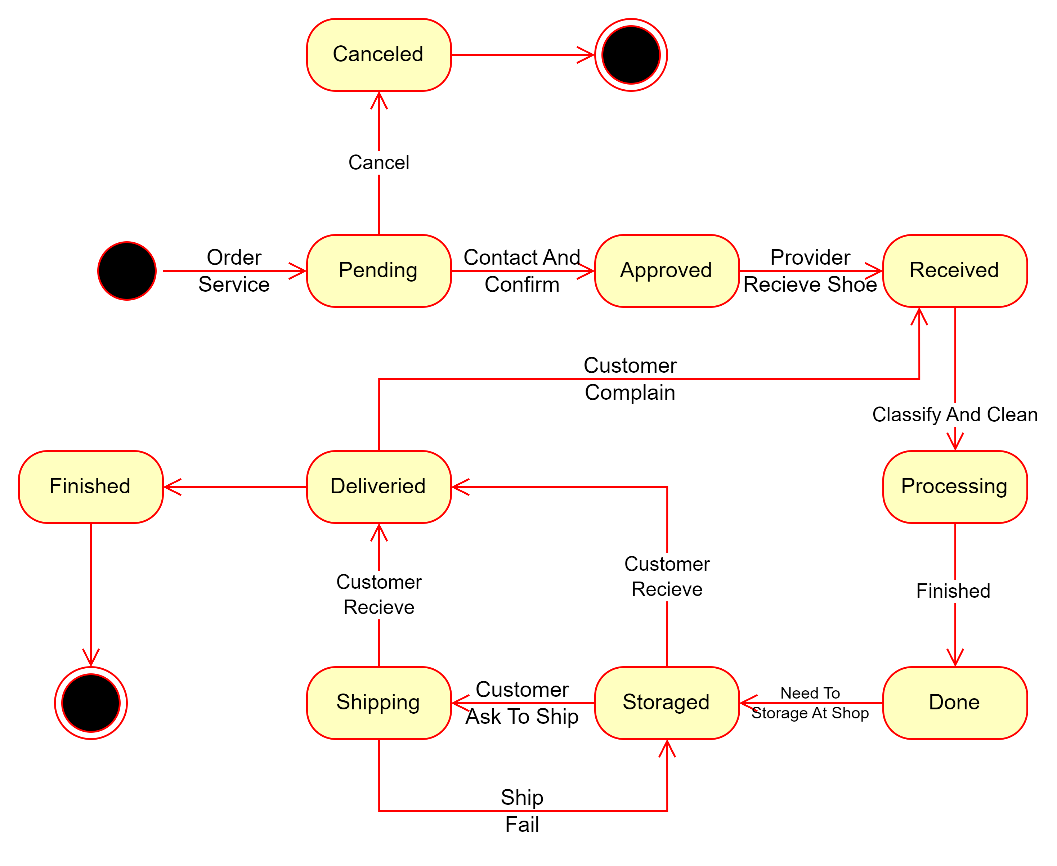 Canceled
Cancel
Order
Service
Pending
Contact And
Confirm
Approved
Provider
Recieve Shoe
Received
Customer
Complain
Classify And Clean
Finished
Deliveried
Processing
Customer
Recieve
Customer
Recieve
Finished
Shipping
Customer
Ask To Ship
Storaged
Need To
Storage At Shop
Done
Ship
Fail